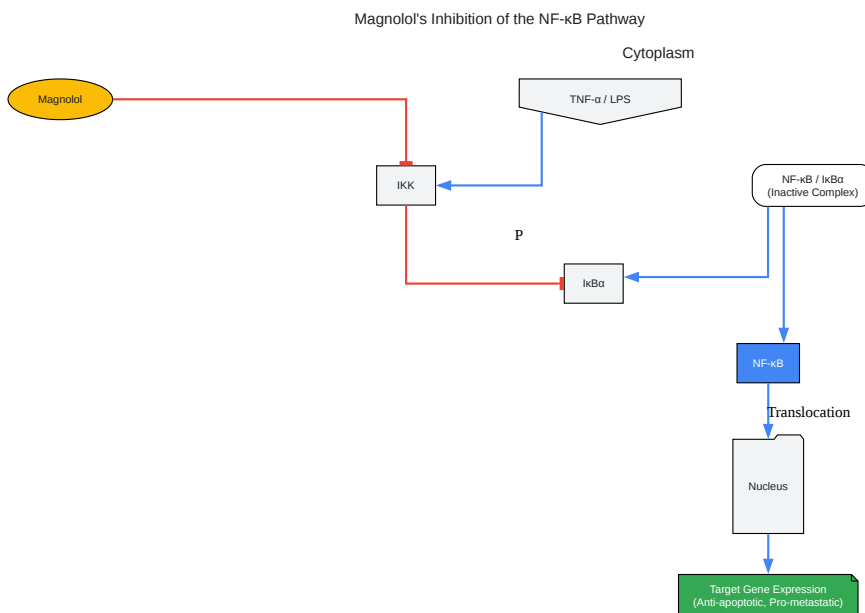 Magnolol's Inhibition of the NF-κB Pathway
Cytoplasm
Magnolol
TNF-α / LPS
IKK
NF-κB / IκBα
(Inactive Complex)
P
IκBα
NF-κB
Translocation
Nucleus
Target Gene Expression
(Anti-apoptotic, Pro-metastatic)